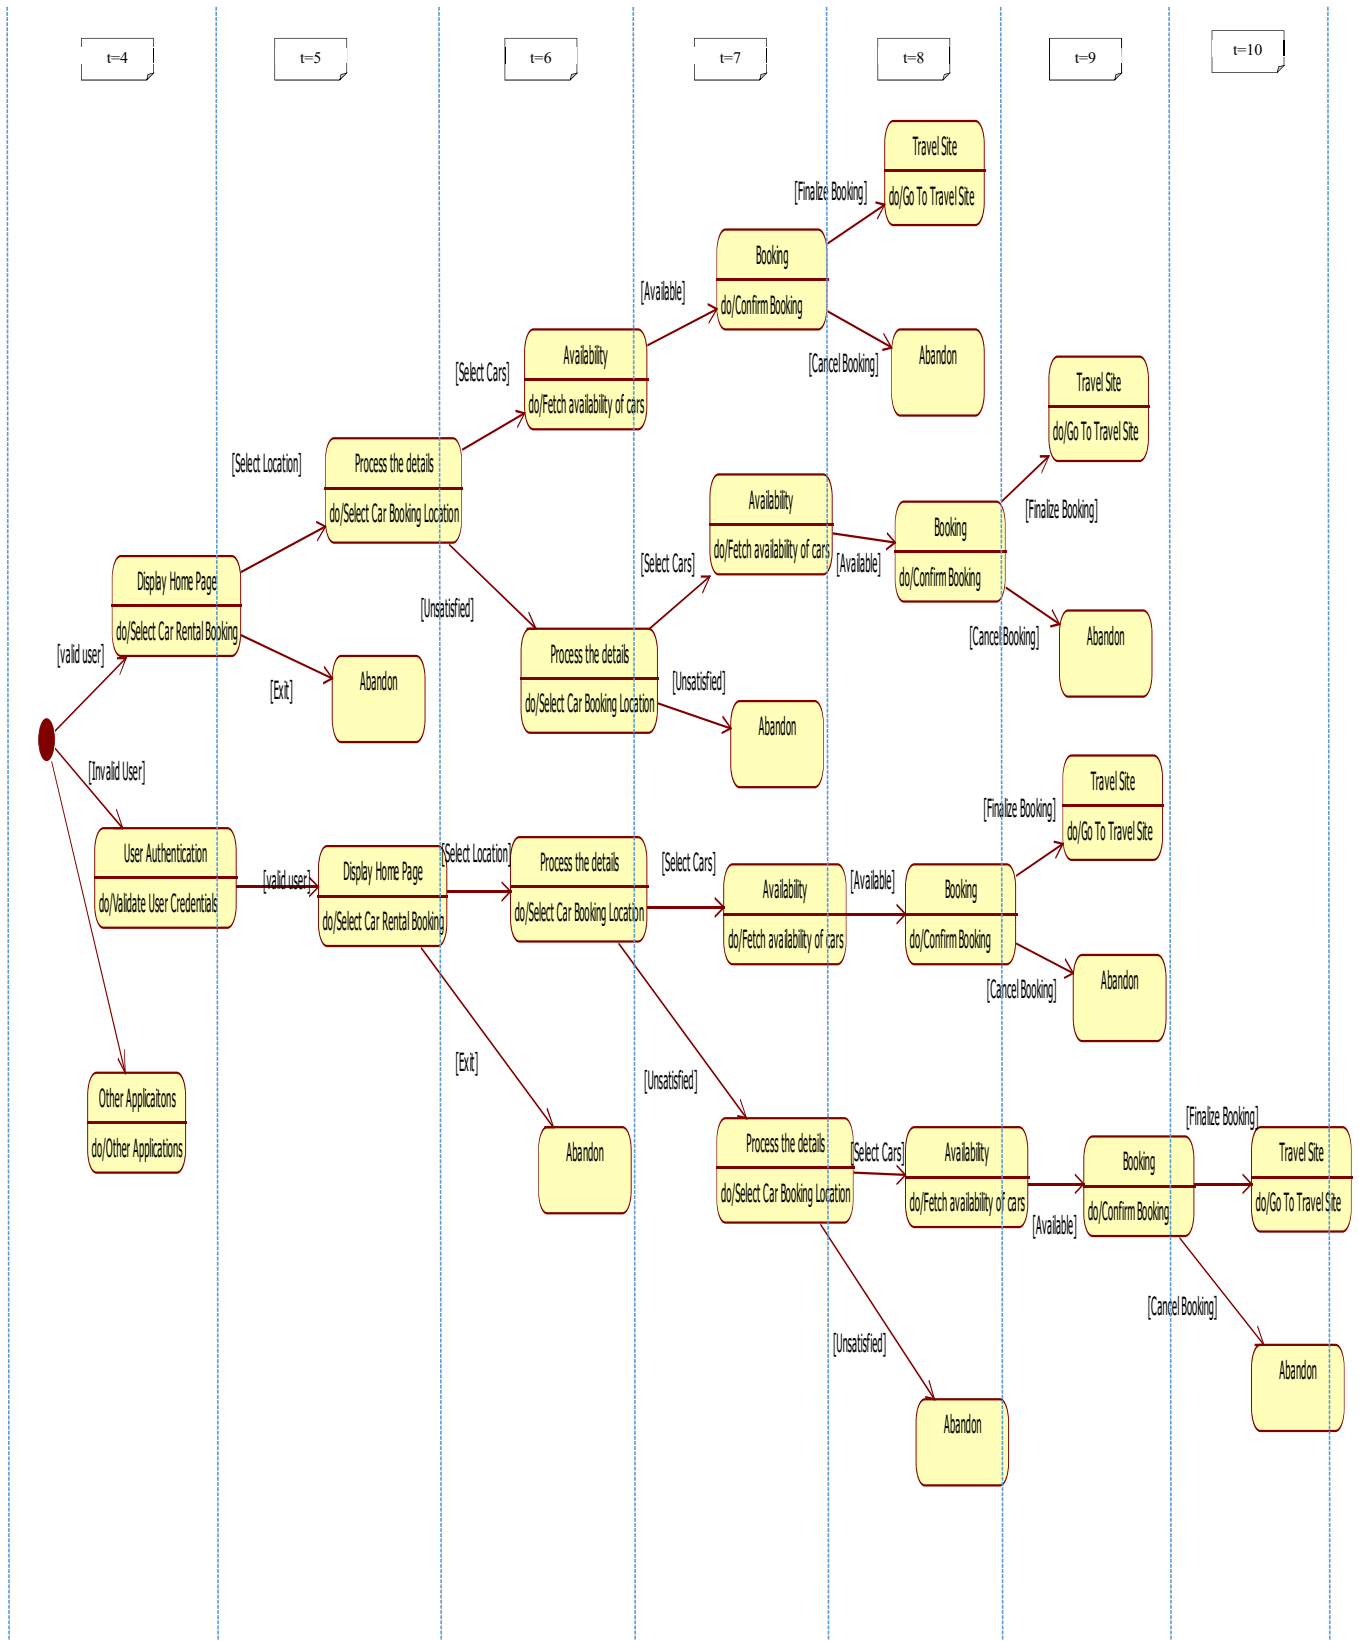 t=4
t=5
t=6
t=7
t=8
t=9
t=10
Travel Site
do/Go To Travel Site
[Finalize Booking]
Booking
do/Confirm Booking
[Available]
[Cancel Booking]
Abandon
Availability
do/Fetch availability of cars
[Select Cars]
Travel Site
do/Go To Travel Site
[Select Location]
Process the details
do/Select Car Booking Location
Availability
do/Fetch availability of cars
[Finalize Booking]
Booking
do/Confirm Booking
[Select Cars]
[Available]
Display Home Page
do/Select Car Rental Booking
[Unsatisfied]
[Cancel Booking]
Abandon
[valid user]
Process the details
do/Select Car Booking Location
[Exit]
Abandon
[Unsatisfied]
Abandon
[Invalid User]
Travel Site
do/Go To Travel Site
[Finalize Booking]
User Authentication
do/Validate User Credentials
[valid user]
Display Home Page
do/Select Car Rental Booking
[Select Location]
Process the details
do/Select Car Booking Location
[Select Cars]
Availability
do/Fetch availability of cars
[Available]
Booking
do/Confirm Booking
[Cancel Booking]
Abandon
[Exit]
[Unsatisfied]
Other Applicaitons
do/Other Applications
Abandon
Process the details
do/Select Car Booking Location
[Select Cars]
Availability
do/Fetch availability of cars
[Available]
Booking
do/Confirm Booking
[Finalize Booking]
Travel Site
do/Go To Travel Site
[Cancel Booking]
[Unsatisfied]
Abandon
Abandon